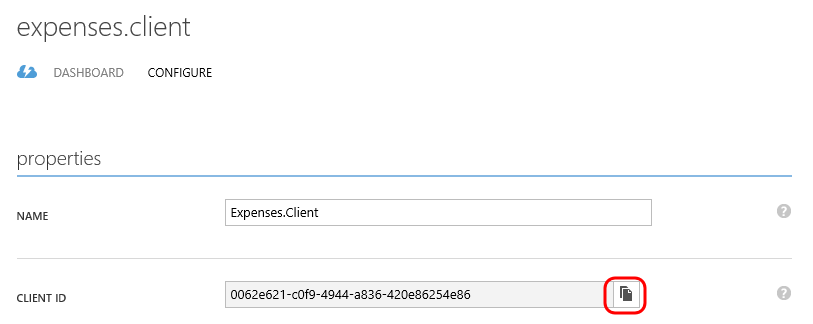 expenses.client
DASHBOARD CONFIGURE
properties
NAME Expenses.Client ?
CLIENT ID 0062e621-c0f9-4944-a836-420e86254e86 ?